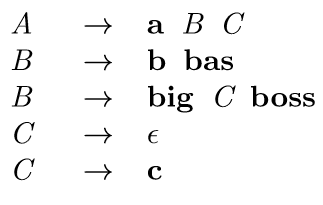 A → a B C
B → b bas
B → big C boss
C → ϵ
C → c